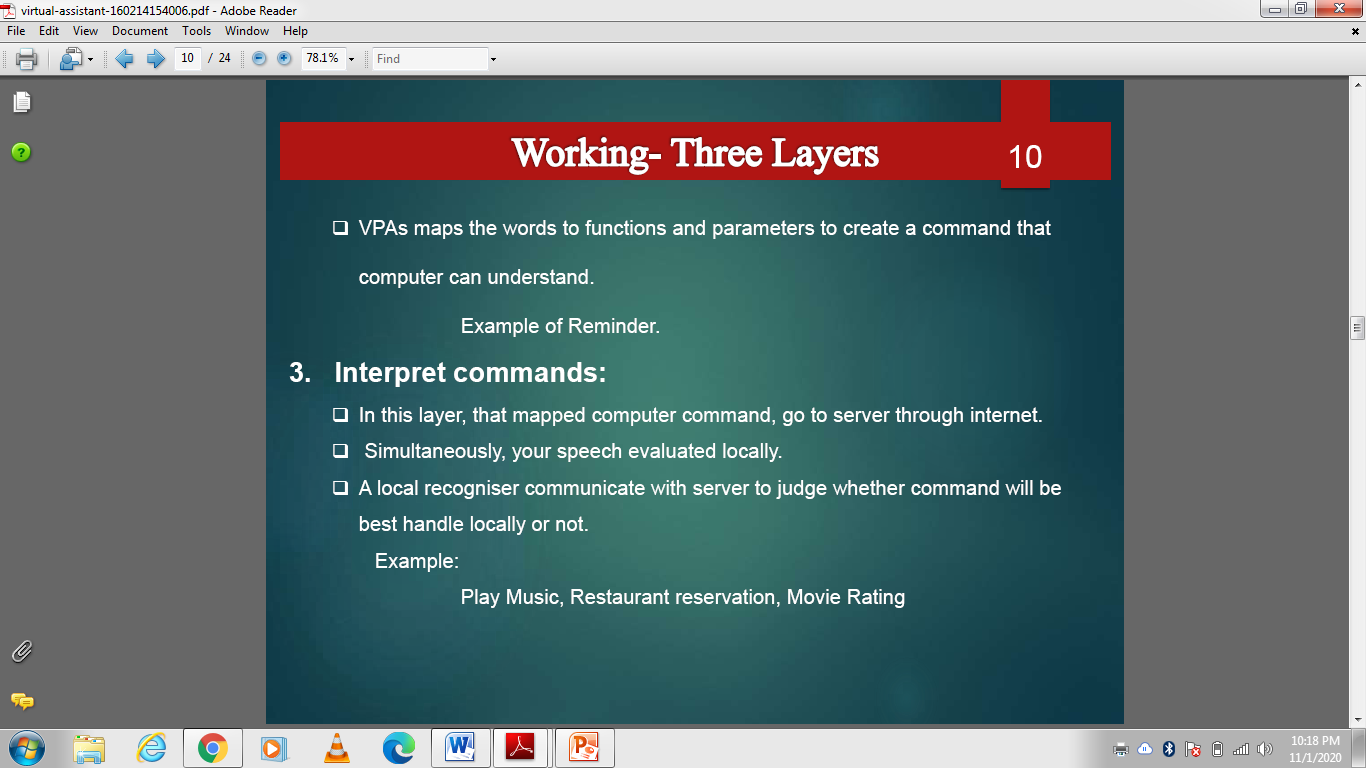 virtual-assistant-160214154006.pdf - Adobe Reader
File Edit View Document Tools Window Help
10 / 24 78.1% Find
Working- Three Layers
10
VPAs maps the words to functions and parameters to create a command that
computer can understand.
Example of Reminder.
3. Interpret commands:
In this layer, that mapped computer command, go to server through internet.
Simultaneously, your speech evaluated locally.
A local recogniser communicate with server to judge whether command will be
best handle locally or not.
Example:
Play Music, Restaurant reservation, Movie Rating
10:18 PM
11/1/2020